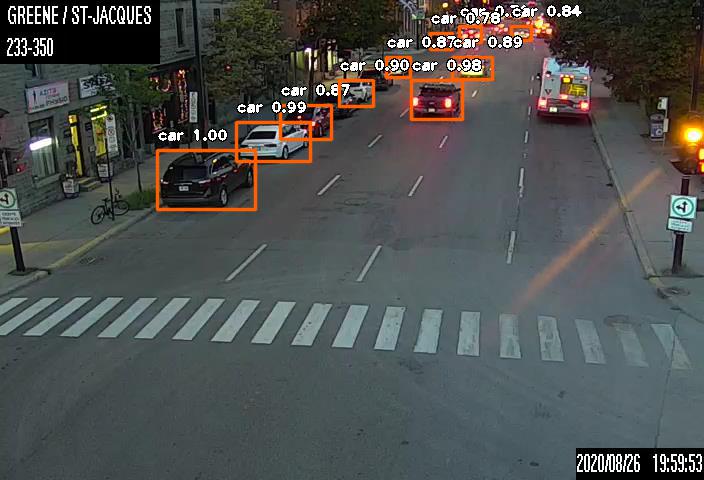 GREENE / ST-JACQUES
233-350
car 0.78
car 0.84
car 0.87
car 0.89
car 0.90
car 0.98
car 0.87
car 0.99
car 1.00
2020/08/26 19:59:53